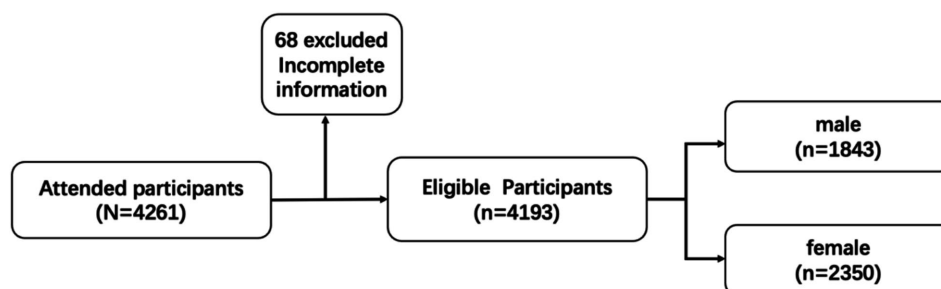 68 excluded
Incomplete
information
Attended participants
(N=4261)
Eligible Participants
(n=4193)
male
(n=1843)
female
(n=2350)